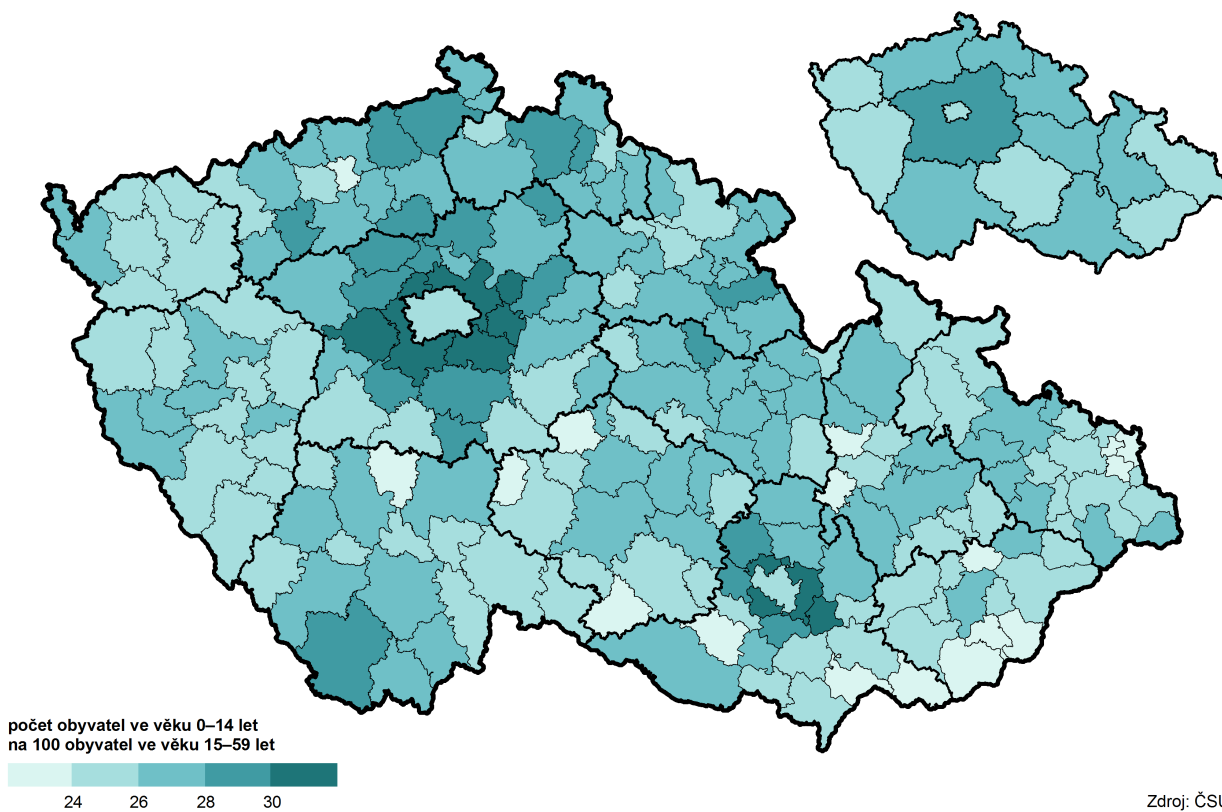 počet obyvatel ve věku 0–14 let
na 100 obyvatel ve věku 15–59 let
24 26 28 30
Zdroj: ČSÚ